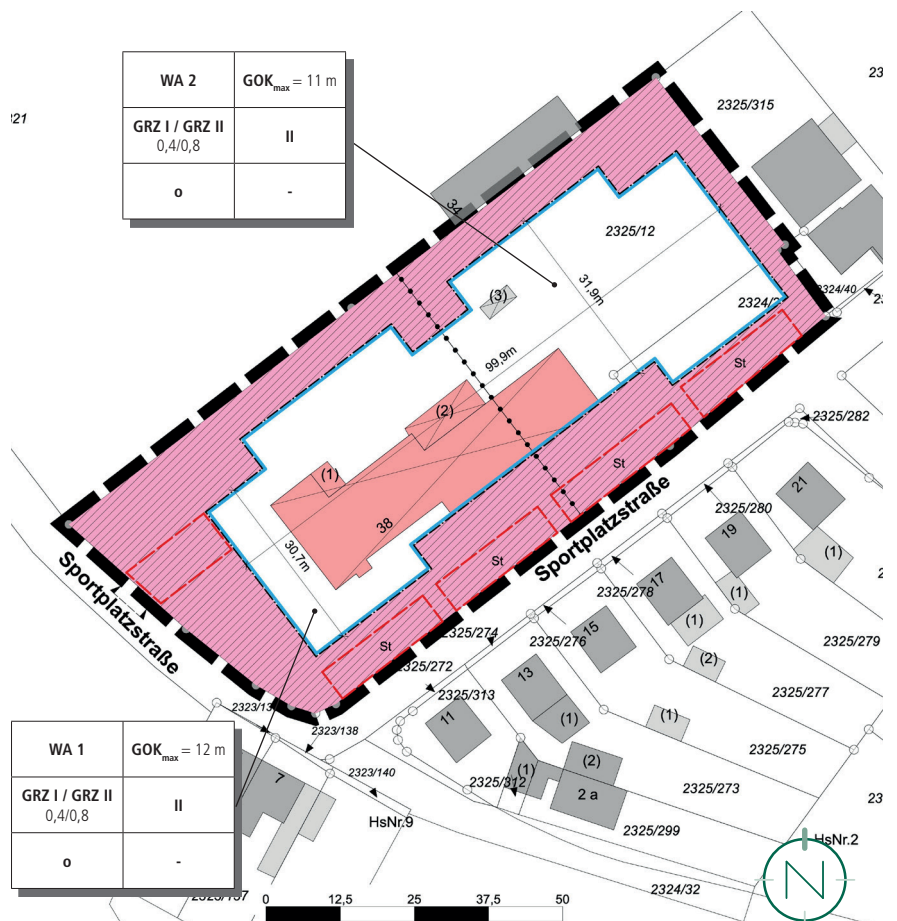 WA 2
GOKmax = 11 m
GRZ I / GRZ II
0,4/0,8
II
o
-
321
23
2325/315
34
2325/12
31,9m
(3)
2324/40
99,9m
St
(2)
2325/282
(1)
St
21
2325/280
38
Sportplatzstraße
19
(1)
30,7m
St
17
2325/278
(1)
Sportplatzstraße
15
2325/279
2325/274
2325/276
(1)
St
(2)
2325/272
13
2325/277
2325/313
(1)
11
(1)
2323/138
2325/275
WA 1
GOKmax = 12 m
(2)
2323/140
(1)
7
2325/312
2325/273
GRZ I / GRZ II
0,4/0,8
II
2 a
23
HsNr.9
2325/299
HsNr.2
o
-
N
2324/32
0
12,5
25
37,5
50